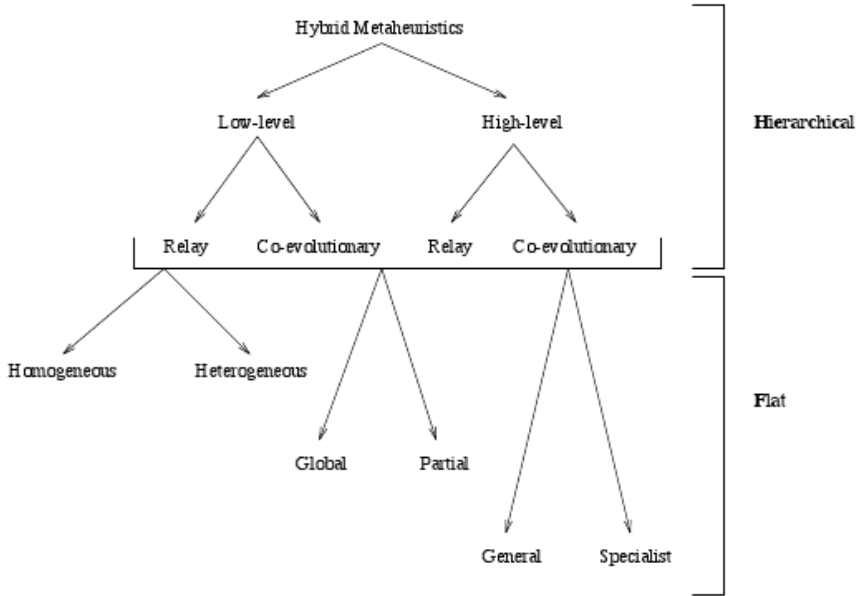 Hybrid Metaheuristics
Low-level
High-level
Hierarchical
Relay
Co-evolutionary
Relay
Co-evolutionary
Homogeneous
Heterogeneous
Flat
Global
Partial
General
Specialist